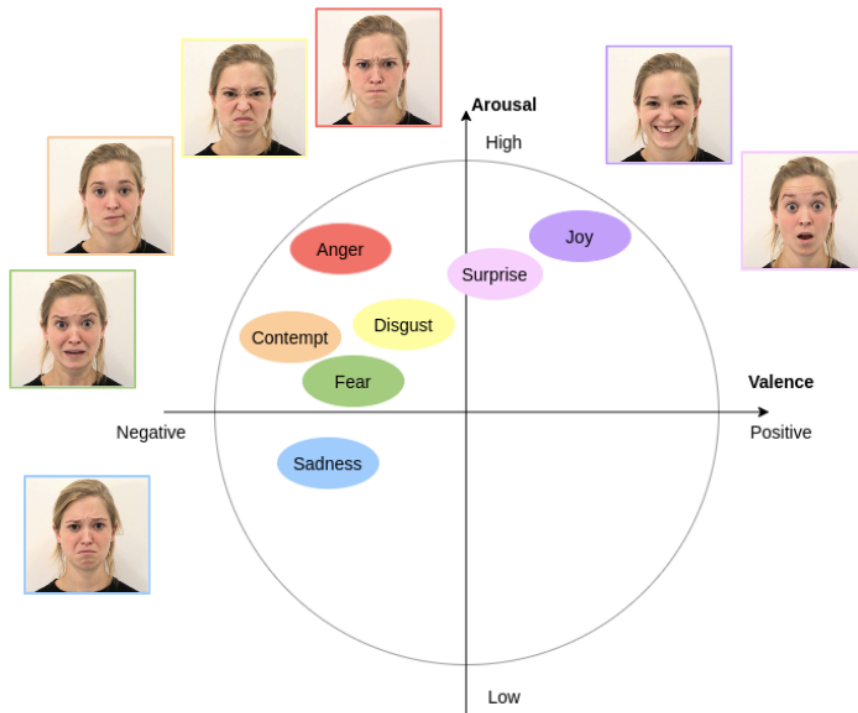 Arousal
High
Anger
Joy
Surprise
Contempt
Disgust
Fear
Valence
Negative
Positive
Sadness
Low